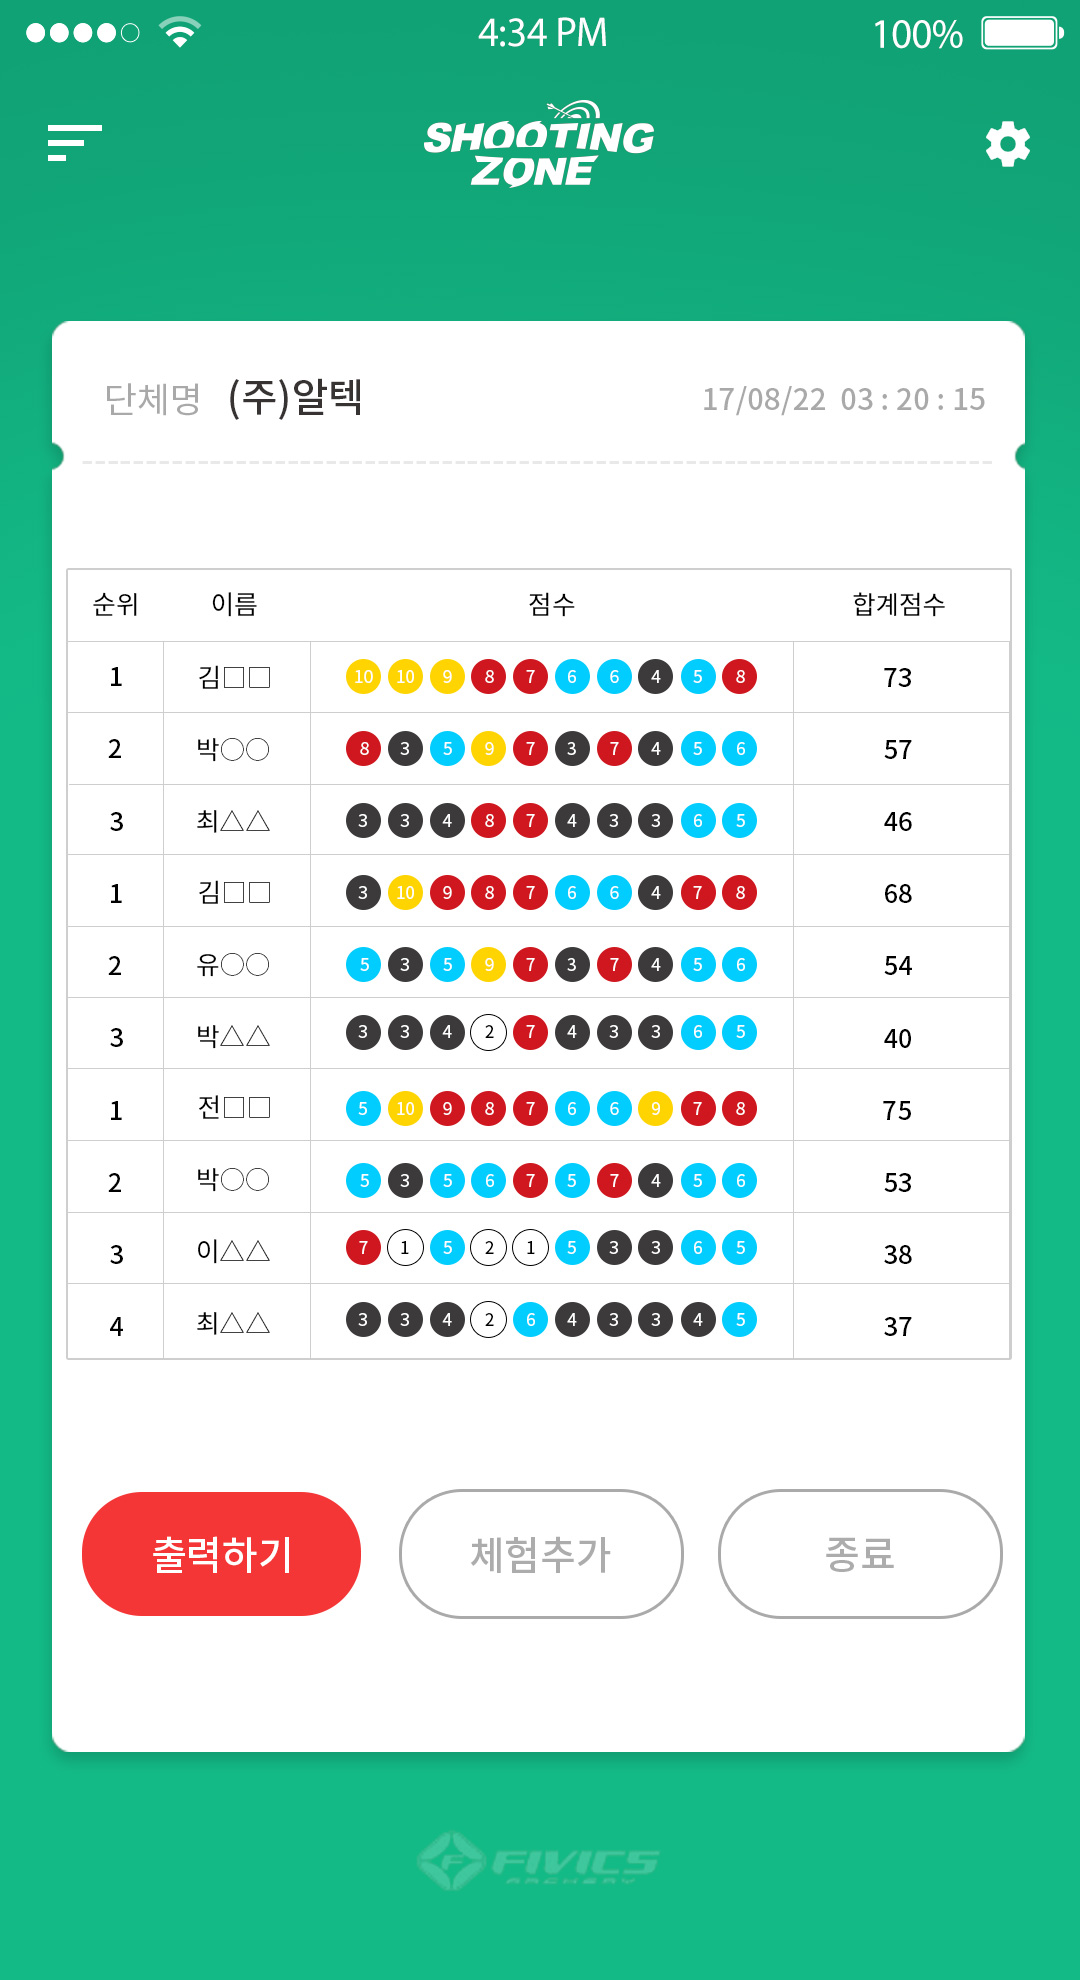 4:34 PM 100%
SHOOTING
ZONE
단체명 (주)알텍 17/08/22 03 : 20 : 15
순위 이름 점수 합계점수
1 김□□ 10 10 9 8 7 6 6 4 5 8 73
2 박○○ 8 3 5 9 7 3 7 4 5 6 57
3 최△△ 3 3 4 8 7 4 3 3 6 5 46
1 김□□ 3 10 9 8 7 6 6 4 7 8 68
2 유○○ 5 3 5 9 7 3 7 4 5 6 54
3 박△△ 3 3 4 2 7 4 3 3 6 5 40
1 전□□ 5 10 9 8 7 6 6 9 7 8 75
2 박○○ 5 3 5 6 7 5 7 4 5 6 53
3 이△△ 7 1 5 2 1 5 3 3 6 5 38
4 최△△ 3 3 4 2 6 4 3 3 4 5 37
출력하기 체험추가 종료
FIVICS
ARCHERY